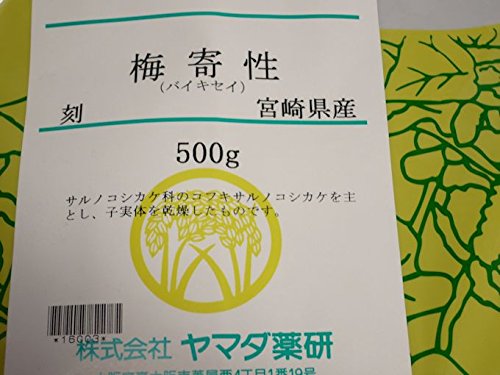 梅寄性
(バイキセイ)
刻 宮崎県産
500g
サルノコシカケ科のコフキサルノコシカケを主
とし、子実体を乾燥したものです。
*16003*
株式会社 ヤマダ薬研